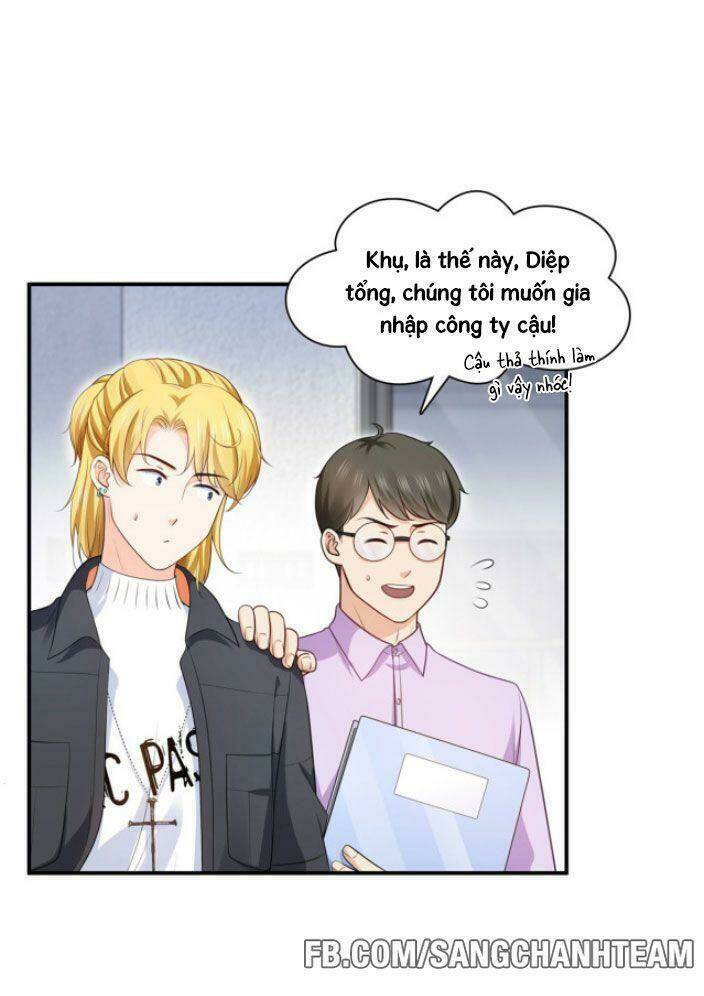 Khụ, là thế này, Diệp
tổng, chúng tôi muốn gia
nhập công ty cậu!
Cậu thả thính làm
gì vậy nhóc!
C PAS
FB.COM/SANGCHANHTEAM